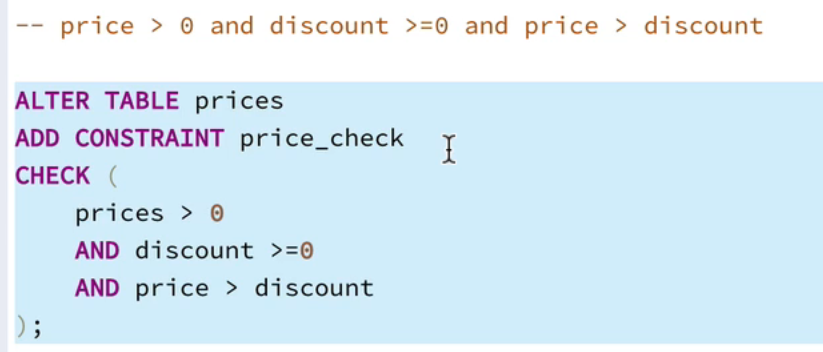 -- price > 0 and discount >=0 and price > discount
ALTER TABLE prices
ADD CONSTRAINT price_check
CHECK (
prices > 0
AND discount >=0
AND price > discount
);